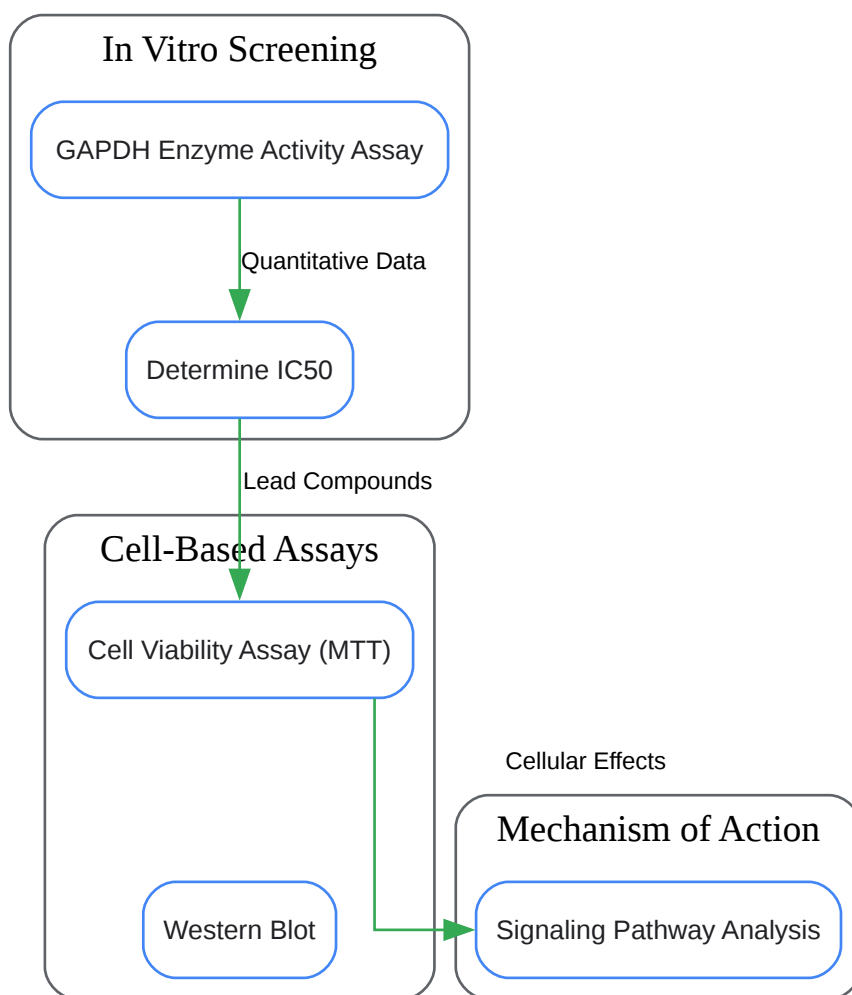 In Vitro Screening
GAPDH Enzyme Activity Assay
Quantitative Data
Determine IC50
Lead Compounds
Cell-Based Assays
Cell Viability Assay (MTT)
Cellular Effects
Mechanism of Action
Western Blot
Signaling Pathway Analysis